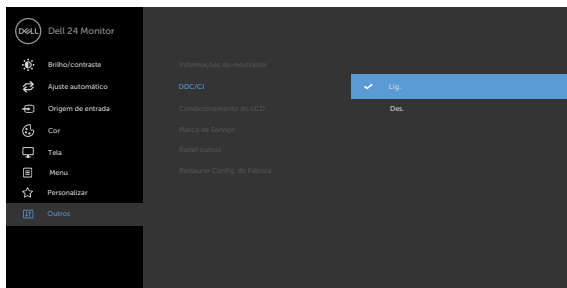 DELL Dell 24 Monitor
Brilho/contraste
Ajuste automático
Origem de entrada
Cor
Tela
Menu
Personalizar
Outros
Informações do mostrador
DDC/CI
Condicionamento do LCD
Marca de Serviço
Redef outros
Restaurar Config. de Fábrica
Lig.
Des.